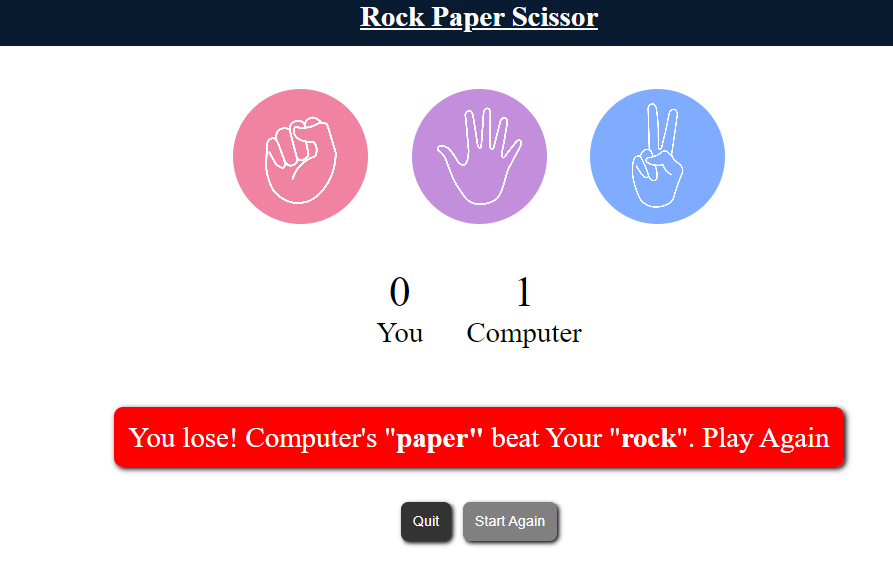 Rock Paper Scissor
0 1
You Computer
You lose! Computer's "paper" beat Your "rock". Play Again
Quit Start Again